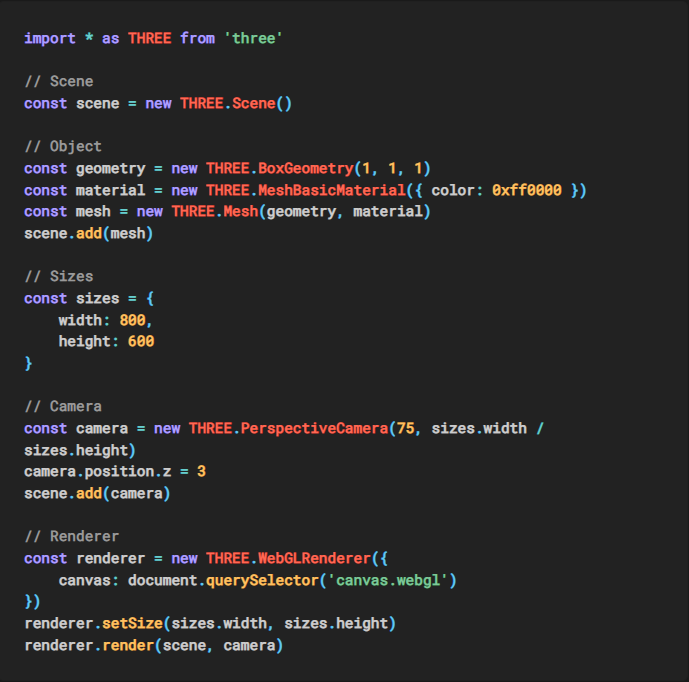 import * as THREE from 'three'
// Scene
const scene = new THREE.Scene()
// Object
const geometry = new THREE.BoxGeometry(1, 1, 1)
const material = new THREE.MeshBasicMaterial({ color: 0xff0000 })
const mesh = new THREE.Mesh(geometry, material)
scene.add(mesh)
// Sizes
const sizes = {
    width: 800,
    height: 600
}
// Camera
const camera = new THREE.PerspectiveCamera(75, sizes.width /
sizes.height)
camera.position.z = 3
scene.add(camera)
// Renderer
const renderer = new THREE.WebGLRenderer({
    canvas: document.querySelector('canvas.webgl')
})
renderer.setSize(sizes.width, sizes.height)
renderer.render(scene, camera)